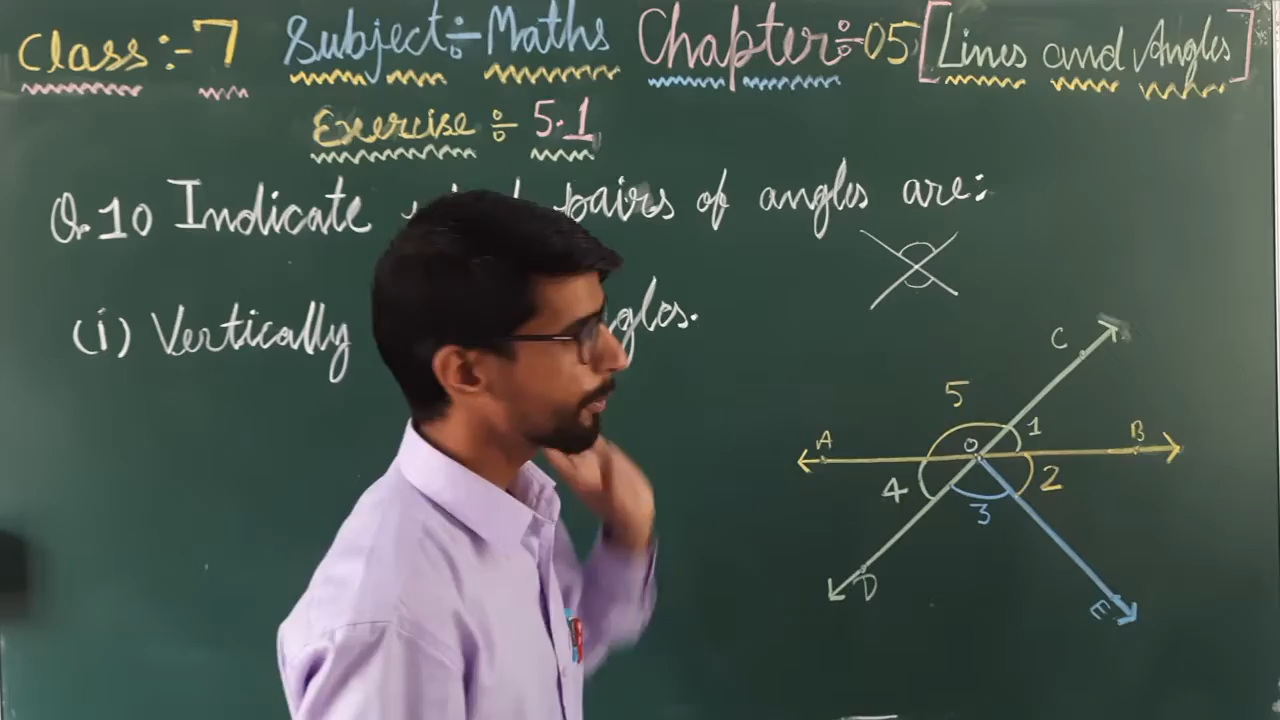 Class:-7 Subject÷Maths Chapter÷05 [Lines and Angles]
Exercise ÷ 5.1
Q.10 Indicate pairs of angles are:
(i) Vertically
C
5
A O 1 B
4 2
3
D
E